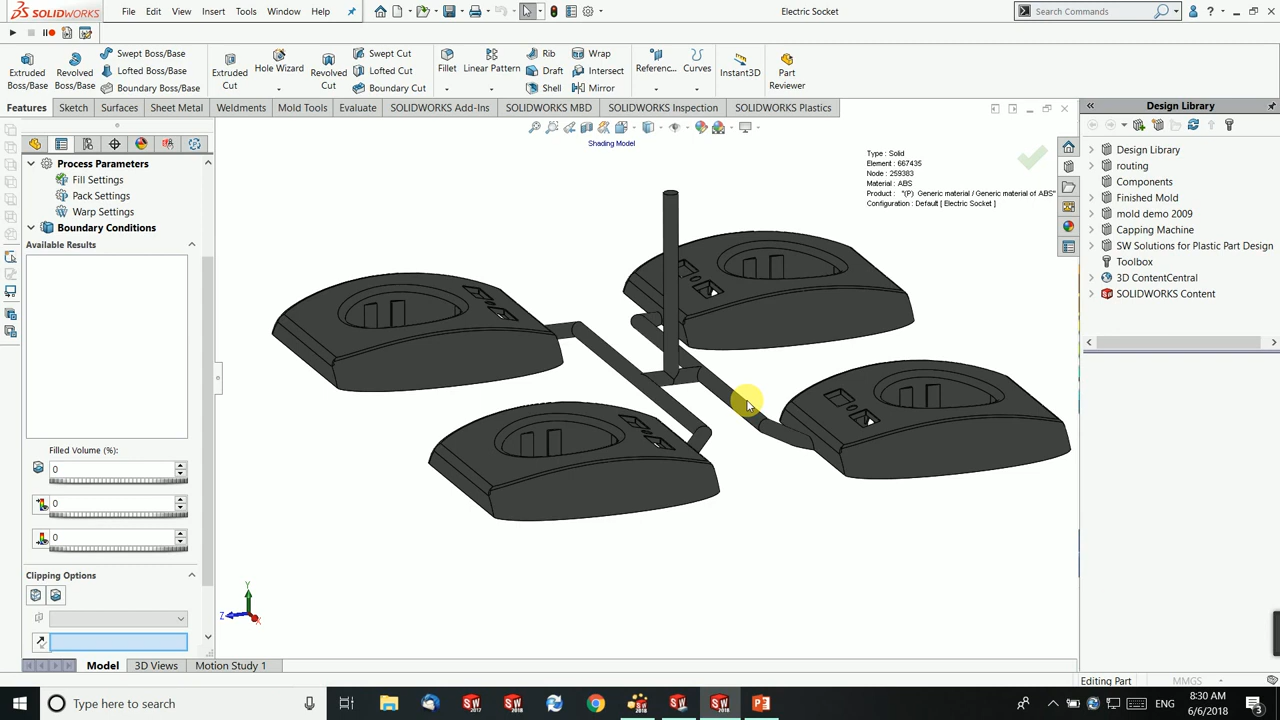 SOLIDWORKS
File Edit View Insert Tools Window Help
Electric Socket
Search Commands
Extruded Boss/Base
Revolved Boss/Base
Swept Boss/Base
Lofted Boss/Base
Boundary Boss/Base
Extruded Cut
Hole Wizard
Revolved Cut
Swept Cut
Lofted Cut
Boundary Cut
Fillet
Linear Pattern
Rib
Draft
Shell
Wrap
Intersect
Mirror
Referenc...
Curves
Instant3D
Part Reviewer
Features Sketch Surfaces Sheet Metal Weldments Mold Tools Evaluate SOLIDWORKS Add-Ins SOLIDWORKS MBD SOLIDWORKS Inspection SOLIDWORKS Plastics
Process Parameters
Fill Settings
Pack Settings
Warp Settings
Boundary Conditions
Available Results
Filled Volume (%):
0
0
0
Clipping Options
Shading Model
Type : Solid
Element : 667435
Node : 259383
Material : ABS
Product : "(P) Generic material / Generic material of ABS"
Configuration : Default [ Electric Socket ]
Y
Z
X
Design Library
Design Library
routing
Components
Finished Mold
mold demo 2009
Capping Machine
SW Solutions for Plastic Part Design
Toolbox
3D ContentCentral
SOLIDWORKS Content
Model 3D Views Motion Study 1
Editing Part MMGS
Type here to search
ENG
8:30 AM
6/6/2018